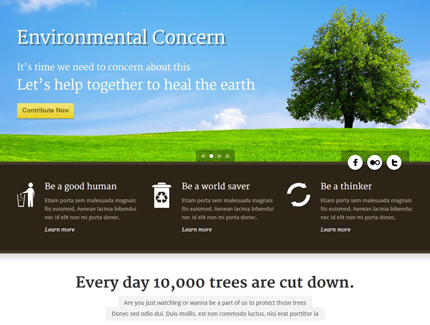 Environmental Concern
It's time we need to concern about this
Let's help together to heal the earth
Contribute Now
Be a good human
Etiam porta sem malesuada magnais
llis euismod. Aenean lacinia bibendui
nec id elit non mi porta donec.
Learn more
Be a world saver
Etiam porta sem malesuada magnais
llis euismod. Aenean lacinia bibendui
nec id elit non mi porta donec.
Learn more
Be a thinker
Etiam porta sem malesuada magnais
llis euismod. Aenean lacinia bibendui
nec id elit non mi porta donec.
Learn more
Every day 10,000 trees are cut down.
Are you just watching or wanna be a part of us to protect those trees
Donec sed odio dui. Duis mollis, est non commodo luctus, nisi erat porttitor ia